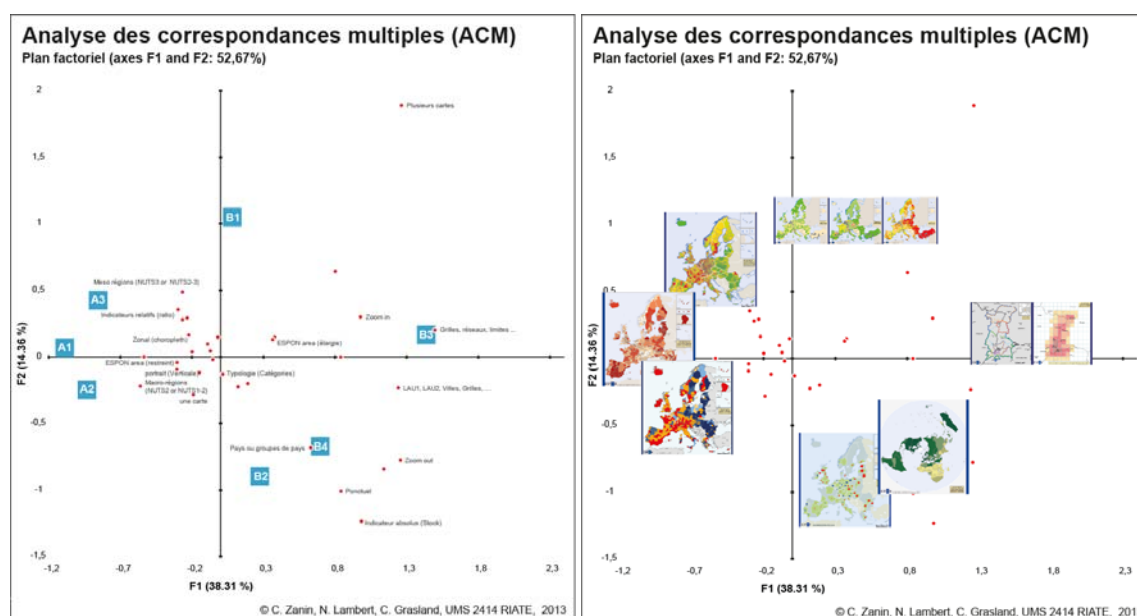 Analyse des correspondances multiples (ACM)
Plan factoriel (axes F1 and F2: 52,67%)
2
Plusieurs cartes
1,5
B1
1
Meso régions (NUTS3 or NUTS2-3)
0,5
A3
Indicateurs relatifs (ratio)
Zoom in
B3
Grilles, réseaux, limites ...
Zonal (choropleth)
ESPON area (élargie)
A1
0
ESPON area (restreint)
portrait (Verticale)
Typologie (Catégories)
A2
Macro-régions
(NUTS2 or NUTS1-2)
LAU1, LAU2, Villes, Grilles, ...
une carte
-0,5
Pays ou groupes de pays
B4
Zoom out
B2
-1
Ponctuel
Indicateur absolus (Stock)
-1,5
F2 (14.36 %)
-1,2
-0,7
-0,2
0,3
0,8
1,3
1,8
2,3
F1 (38.31 %)
© C. Zanin, N. Lambert, C. Grasland, UMS 2414 RIATE, 2013
Analyse des correspondances multiples (ACM)
Plan factoriel (axes F1 and F2: 52,67%)
2
1,5
1
0,5
0
-0,5
-1
-1,5
F2 (14.36 %)
-1,2
-0,7
-0,2
0,3
0,8
1,3
1,8
2,3
F1 (38.31 %)
© C. Zanin, N. Lambert, C. Grasland, UMS 2414 RIATE, 201